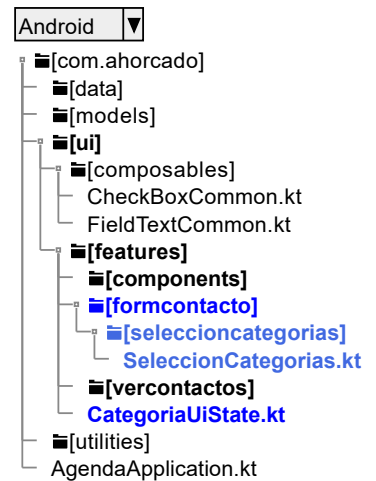 Android
[com.ahorcado]
[data]
[models]
[ui]
[composables]
CheckBoxCommon.kt
FieldTextCommon.kt
[features]
[components]
[formcontacto]
[seleccioncategorias]
SeleccionCategorias.kt
[vercontactos]
CategoriaUiState.kt
[utilities]
AgendaApplication.kt